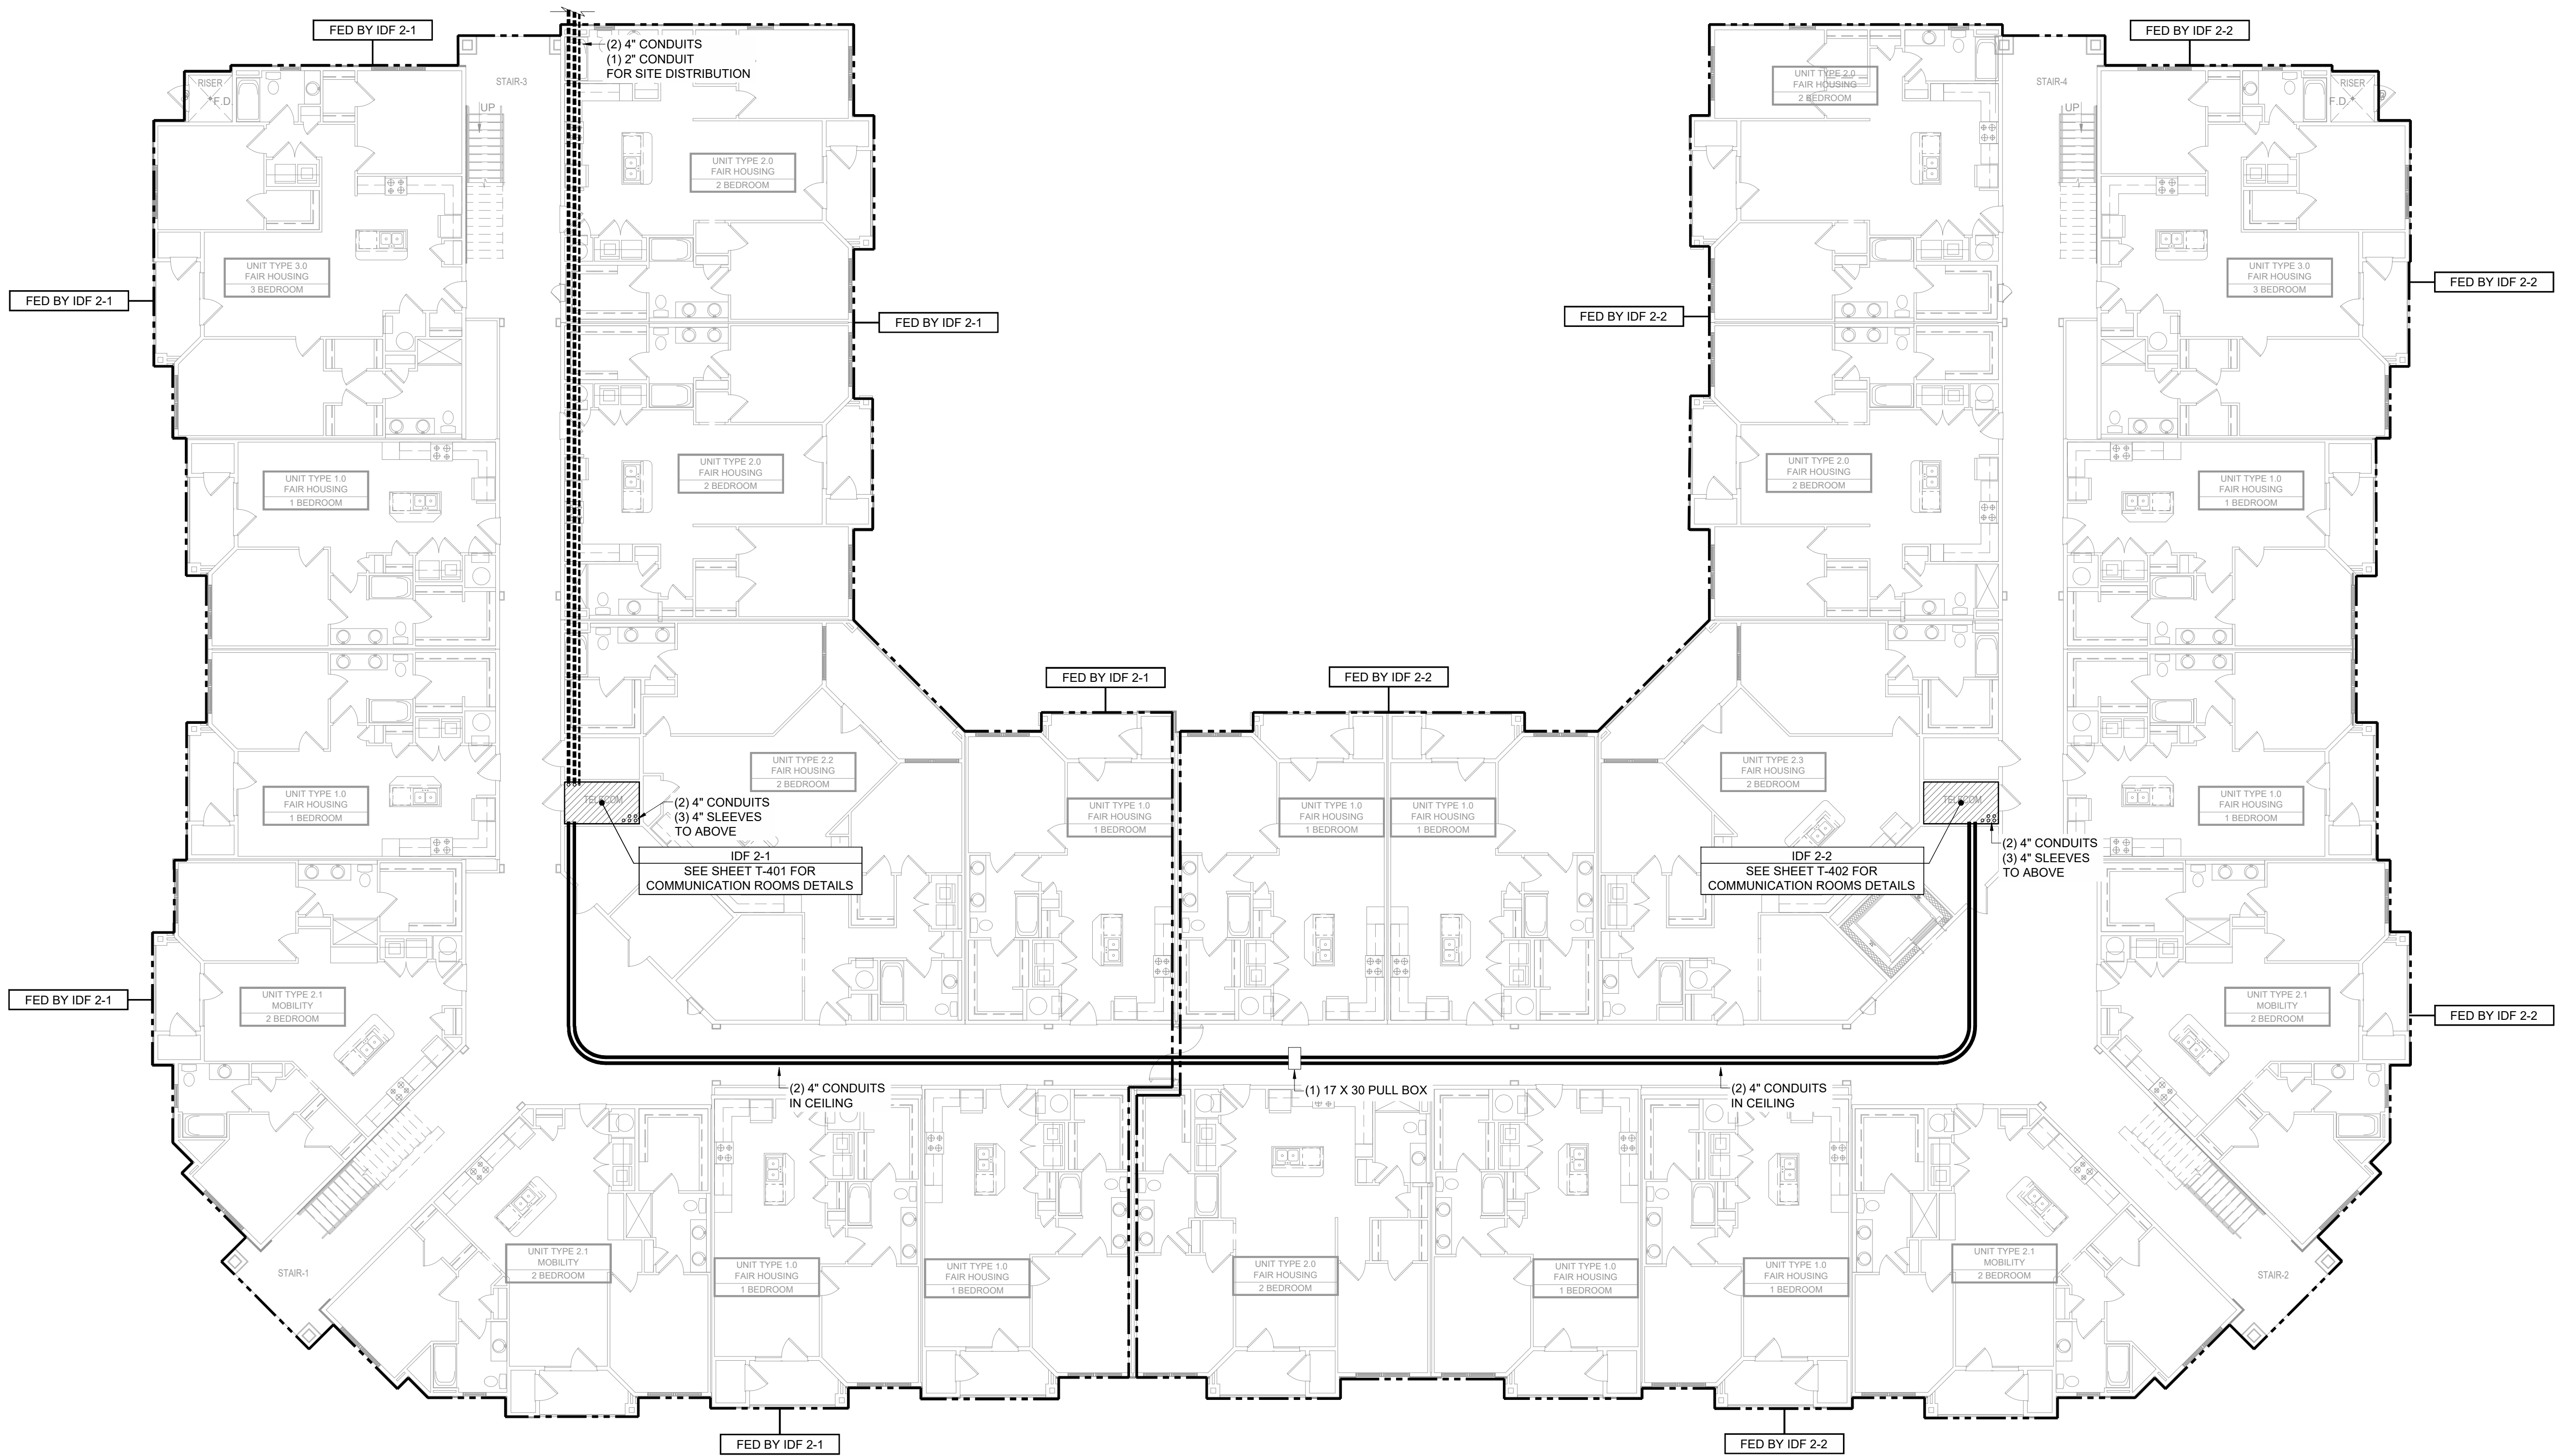 FED BY IDF 2-1
FED BY IDF 2-2
(2) 4" CONDUITS
(1) 2" CONDUIT
FOR SITE DISTRIBUTION
STAIR-3
STAIR-4
RISER
F.D.
UP
UNIT TYPE 2.0
FAIR HOUSING
2 BEDROOM
UP
RISER
F.D.
UNIT TYPE 2.0
FAIR HOUSING
2 BEDROOM
UNIT TYPE 3.0
FAIR HOUSING
3 BEDROOM
UNIT TYPE 3.0
FAIR HOUSING
3 BEDROOM
FED BY IDF 2-1
FED BY IDF 2-2
FED BY IDF 2-1
FED BY IDF 2-2
UNIT TYPE 1.0
FAIR HOUSING
1 BEDROOM
UNIT TYPE 2.0
FAIR HOUSING
2 BEDROOM
UNIT TYPE 2.0
FAIR HOUSING
2 BEDROOM
UNIT TYPE 1.0
FAIR HOUSING
1 BEDROOM
FED BY IDF 2-1
FED BY IDF 2-2
UNIT TYPE 1.0
FAIR HOUSING
1 BEDROOM
UNIT TYPE 2.2
FAIR HOUSING
2 BEDROOM
UNIT TYPE 2.3
FAIR HOUSING
2 BEDROOM
UNIT TYPE 1.0
FAIR HOUSING
1 BEDROOM
TELECOM
(2) 4" CONDUITS
(3) 4" SLEEVES
TO ABOVE
UNIT TYPE 1.0
FAIR HOUSING
1 BEDROOM
UNIT TYPE 1.0
FAIR HOUSING
1 BEDROOM
UNIT TYPE 1.0
FAIR HOUSING
1 BEDROOM
TELECOM
(2) 4" CONDUITS
(3) 4" SLEEVES
TO ABOVE
IDF 2-1
SEE SHEET T-401 FOR
COMMUNICATION ROOMS DETAILS
IDF 2-2
SEE SHEET T-402 FOR
COMMUNICATION ROOMS DETAILS
FED BY IDF 2-1
UNIT TYPE 2.1
MOBILITY
2 BEDROOM
UNIT TYPE 2.1
MOBILITY
2 BEDROOM
FED BY IDF 2-2
(2) 4" CONDUITS
IN CEILING
(1) 17 X 30 PULL BOX
(2) 4" CONDUITS
IN CEILING
STAIR-1
UNIT TYPE 2.1
MOBILITY
2 BEDROOM
UNIT TYPE 1.0
FAIR HOUSING
1 BEDROOM
UNIT TYPE 1.0
FAIR HOUSING
1 BEDROOM
UNIT TYPE 2.0
FAIR HOUSING
2 BEDROOM
UNIT TYPE 1.0
FAIR HOUSING
1 BEDROOM
UNIT TYPE 1.0
FAIR HOUSING
1 BEDROOM
UNIT TYPE 2.1
MOBILITY
2 BEDROOM
STAIR-2
FED BY IDF 2-1
FED BY IDF 2-2